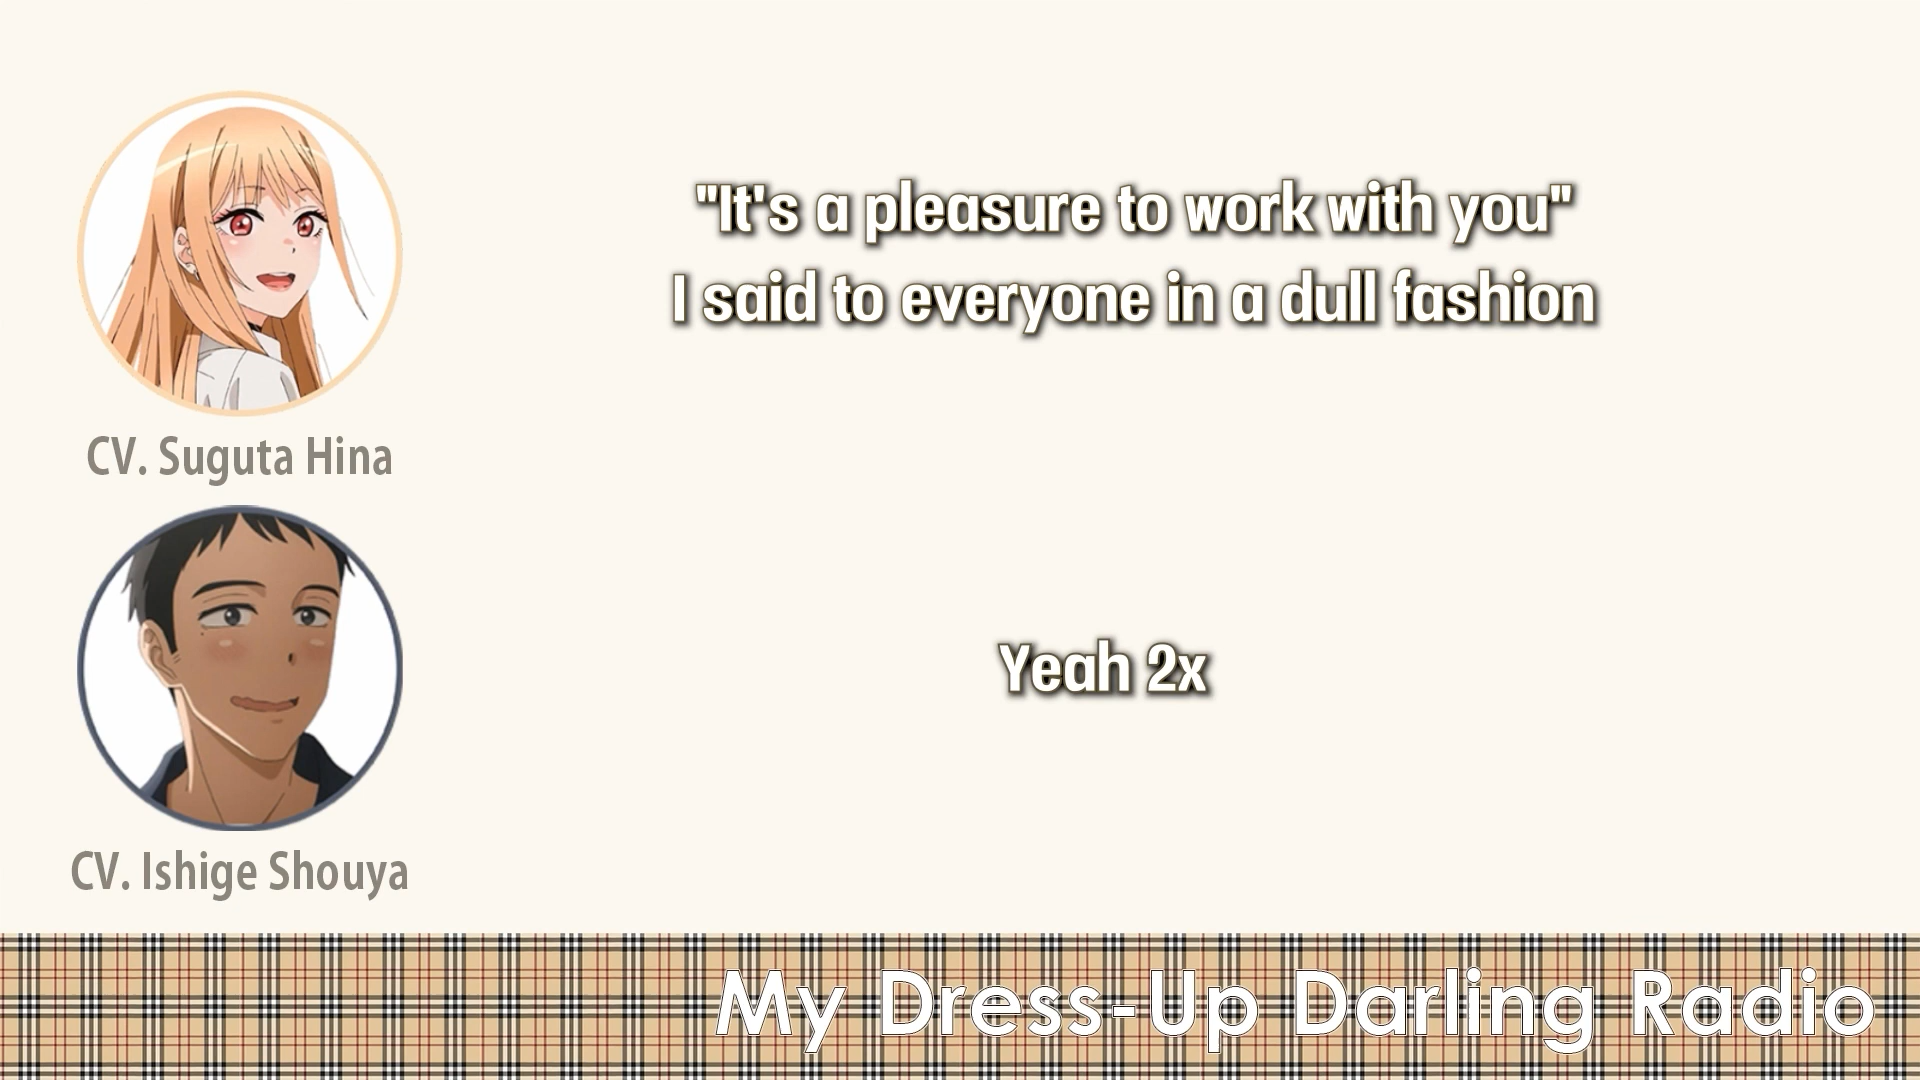 "It's a pleasure to work with you"
I said to everyone in a dull fashion
CV. Suguta Hina
Yeah 2x
CV. Ishige Shouya
My Dress-Up Darling Radio